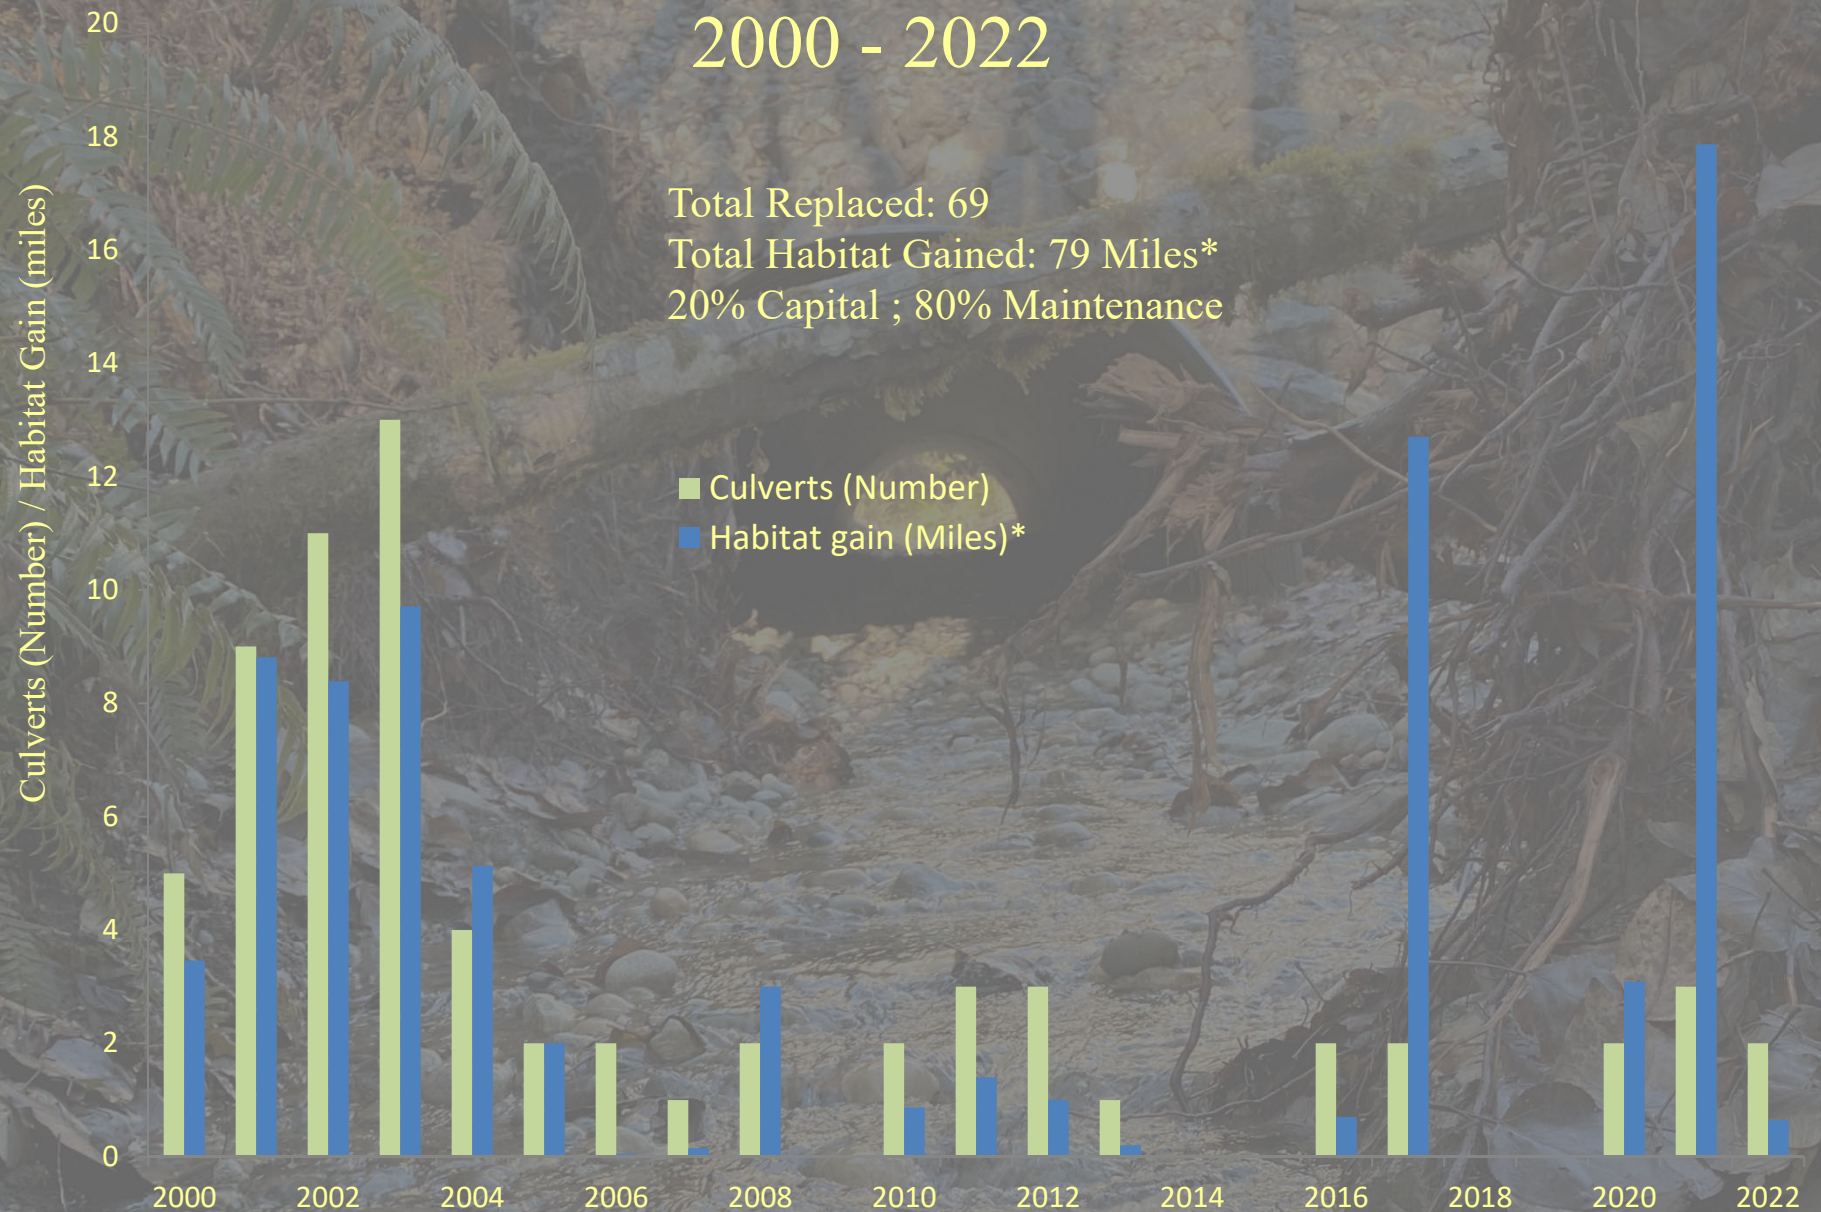 2000 - 2022
Total Replaced: 69
Total Habitat Gained: 79 Miles*
20% Capital ; 80% Maintenance
Culverts (Number)
Habitat gain (Miles)*
Culverts (Number) / Habitat Gain (miles)
20
18
16
14
12
10
8
6
4
2
0
2000 2002 2004 2006 2008 2010 2012 2014 2016 2018 2020 2022